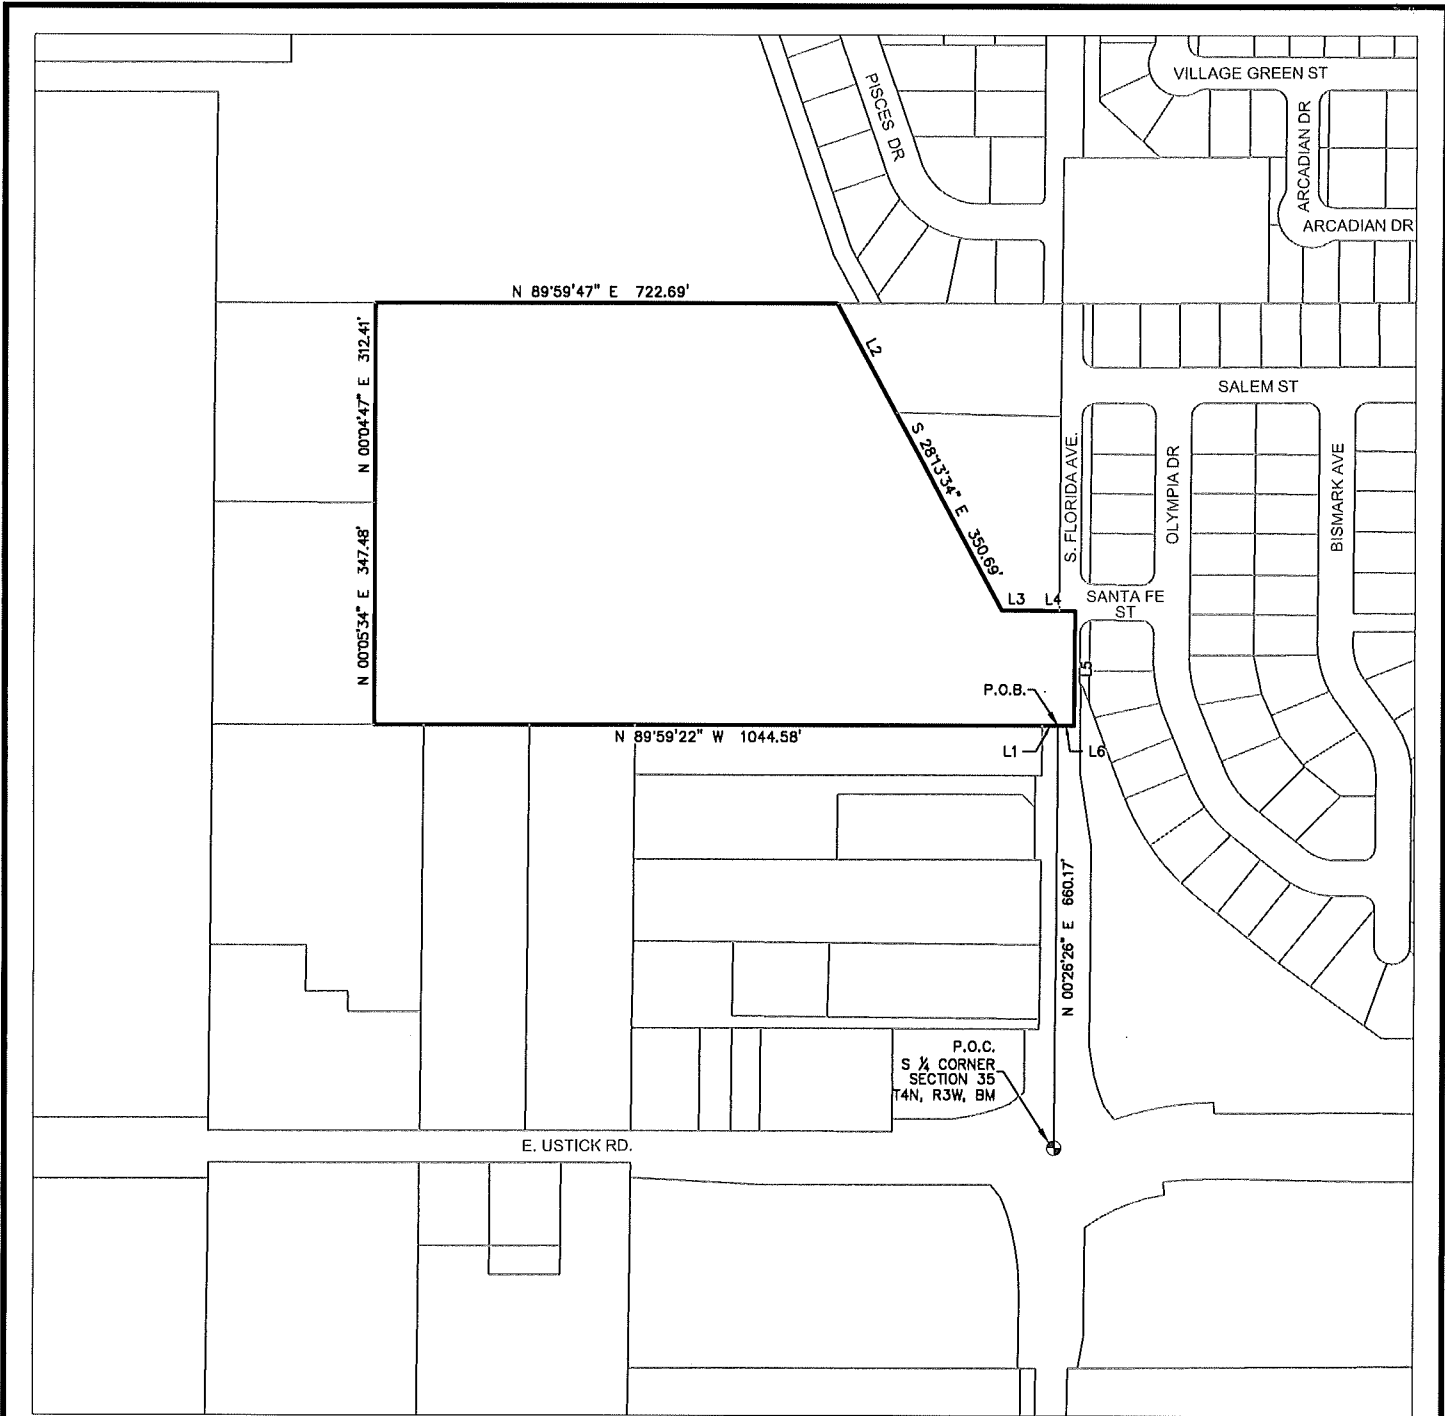 VILLAGE GREEN ST
PISCES DR
ARCADIAN DR
ARCADIAN DR
N 89°59'47" E 722.69'
N 00°04'47" E 312.41'
L2
SALEM ST
S 28°13'34" E 350.69'
S. FLORIDA AVE.
OLYMPIA DR
BISMARK AVE
N 00°05'34" E 347.48'
L3
L4
SANTA FE
ST
L5
P.O.B.
N 89°59'22" W 1044.58'
L1
L6
N 00°26'26" E 660.17'
P.O.C.
S ¼ CORNER
SECTION 35
T4N, R3W, BM
E. USTICK RD.